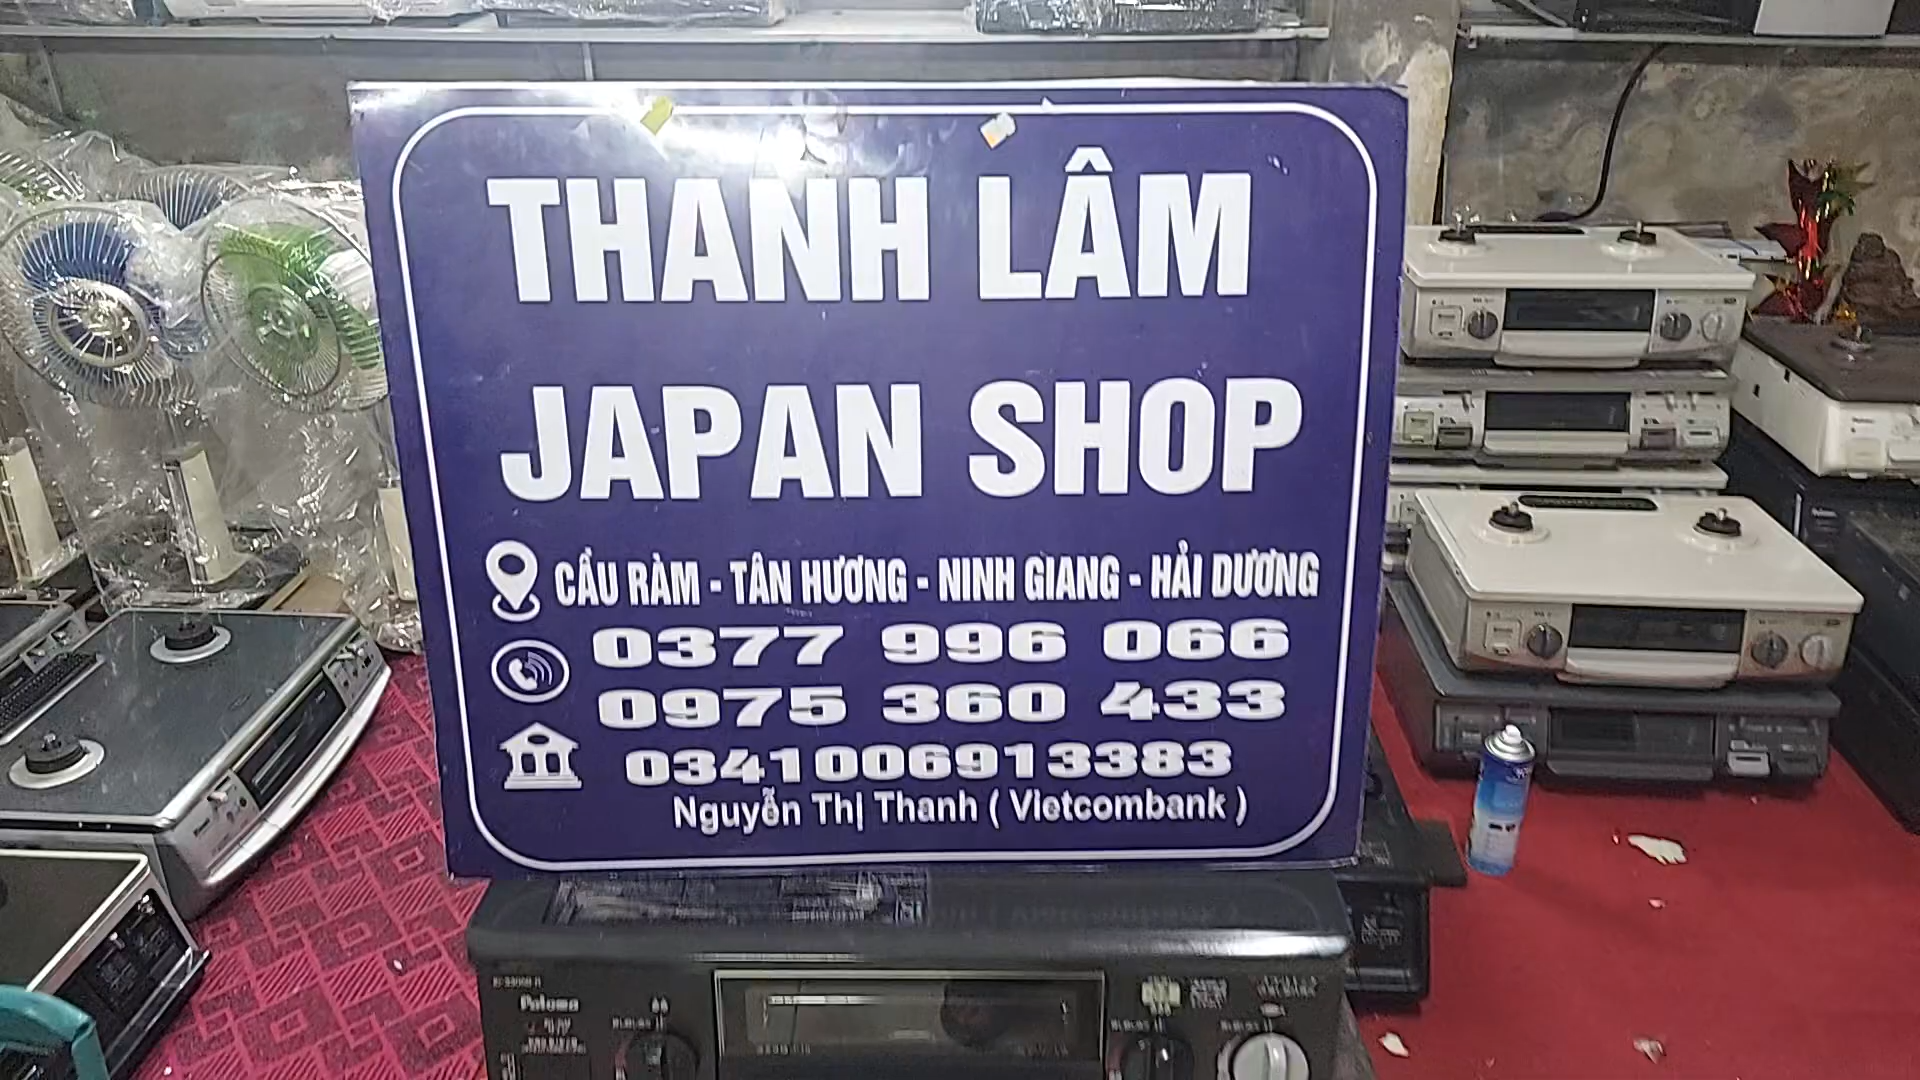 THANH LÂM
JAPAN SHOP
CẦU RÀM - TÂN HƯƠNG - NINH GIANG - HẢI DƯƠNG
0377 996 066
0975 360 433
0341006913383
Nguyễn Thị Thanh ( Vietcombank )
Paloma